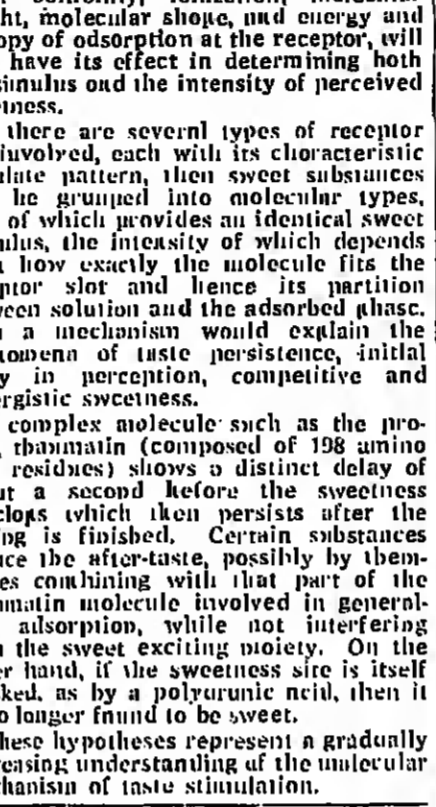 ht, molecular shape, and energy and
opy of adsorption at the receptor, will
have its effect in determining both
stimulus and the intensity of perceived
etness.
there are several types of receptor
involved, each with its characteristic
plate pattern, then sweet substances
be grouped into molecular types,
of which provides an identical sweet
ulus, the intensity of which depends
how exactly the molecule fits the
ptor slot and hence its partition
ween solution and the adsorbed phase.
a mechanism would explain the
nomena of taste persistence, initial
y in perception, competitive and
ergistic sweetness.
complex molecule such as the pro-
thaumatin (composed of 198 amino
residues) shows a distinct delay of
ut a second before the sweetness
elops which then persists after the
ng is finished. Certain substances
uce the after-taste, possibly by them-
es combining with that part of the
matin molecule involved in general-
adsorption, while not interfering
the sweet exciting moiety. On the
er hand, if the sweetness site is itself
ked, as by a polyuronic acid, then it
o longer found to be sweet.
hese hypotheses represent a gradually
easing understanding of the molecular
chanism of taste stimulation.